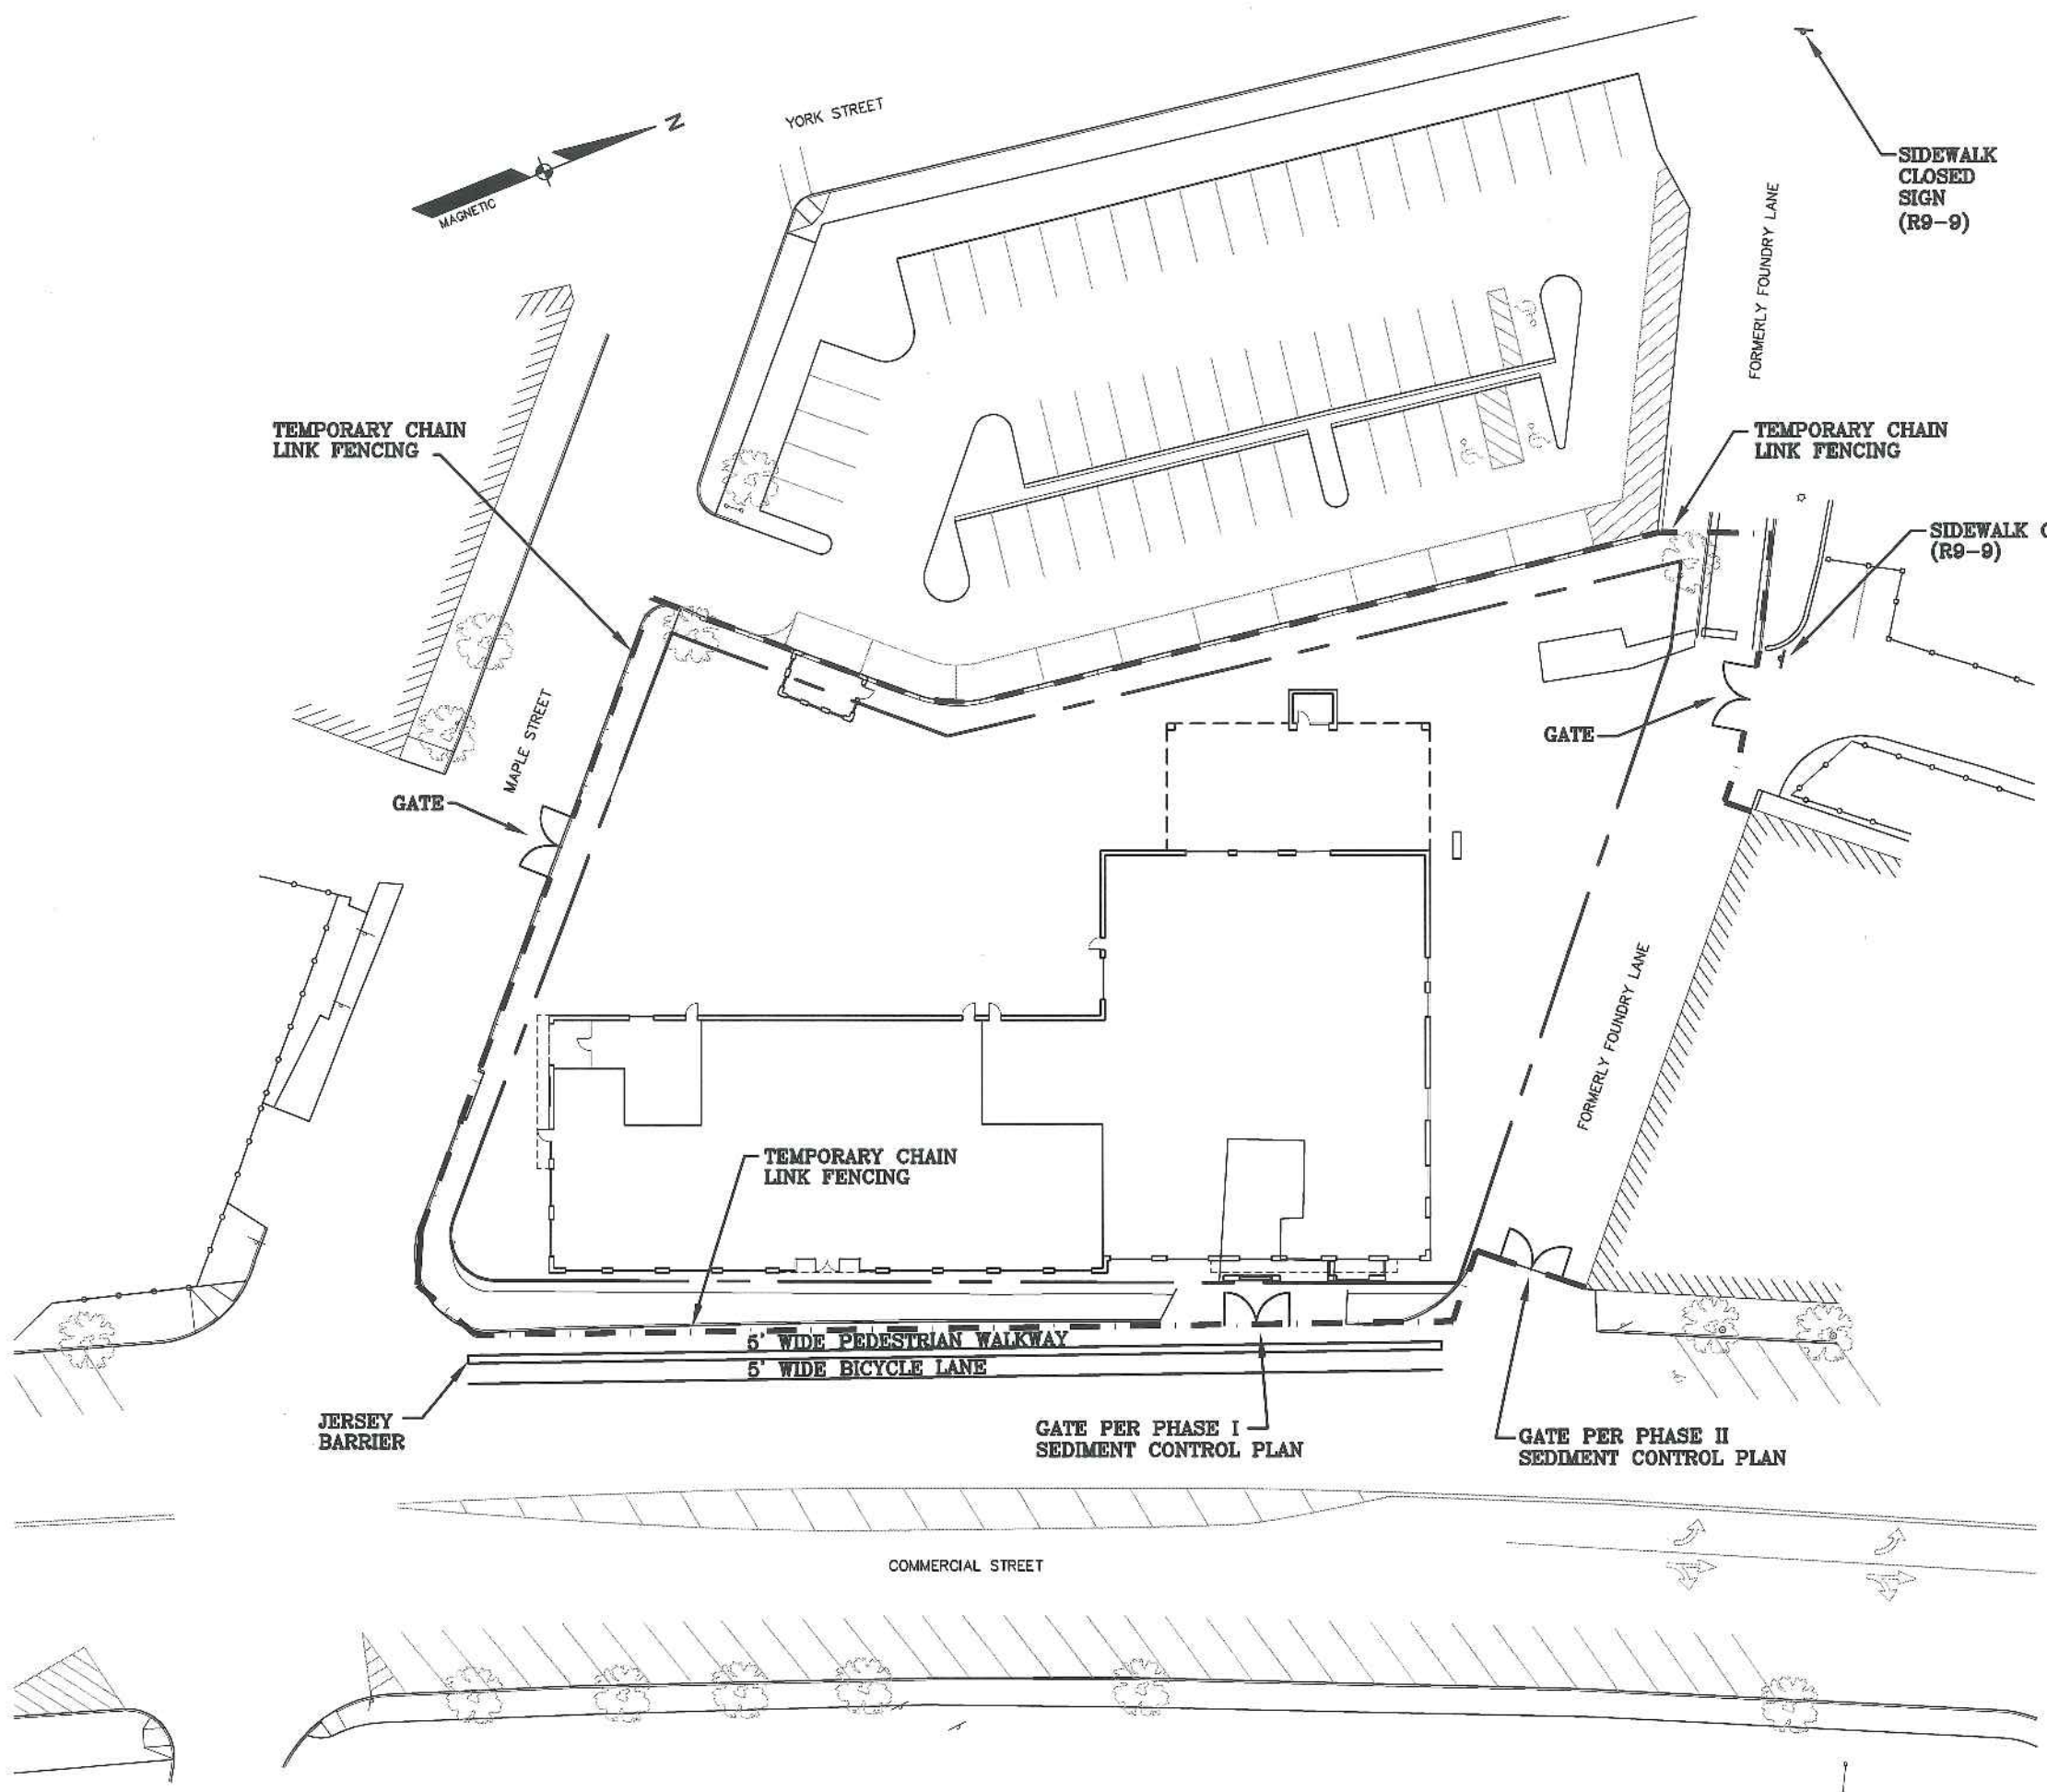 YORK STREET
N
MAGNETIC
SIDEWALK
CLOSED
SIGN
(R9-9)
FORMERLY FOUNDRY LANE
TEMPORARY CHAIN
LINK FENCING
TEMPORARY CHAIN
LINK FENCING
SIDEWALK C
(R9-9)
MAPLE STREET
GATE
GATE
FORMERLY FOUNDRY LANE
TEMPORARY CHAIN
LINK FENCING
5' WIDE PEDESTRIAN WALKWAY
5' WIDE BICYCLE LANE
JERSEY
BARRIER
GATE PER PHASE I
SEDIMENT CONTROL PLAN
GATE PER PHASE II
SEDIMENT CONTROL PLAN
COMMERCIAL STREET